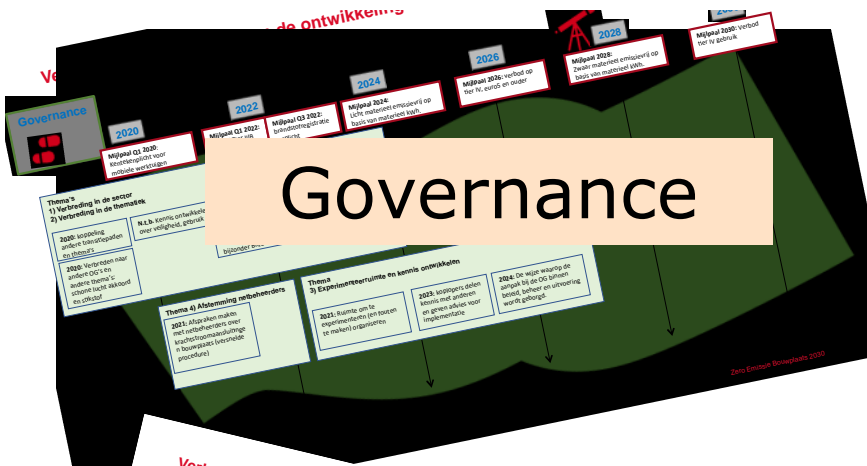 de ontwikkeling
Governance
2020
2022
2024
2026
2028
Mijlpaal Q1 2020:
Kentekenplicht voor
mobiele werktuigen
Mijlpaal Q1 2022:
Mijlpaal Q3 2022:
brandstofregistratie
Mijlpaal 2024:
Licht materieel emissievrij op
basis van materieel kWh.
Mijlpaal 2026: verbod op
tier IV, euro5 en ouder
Mijlpaal 2028:
Zwaar materieel emissievrij op
basis van materieel kWh.
Mijlpaal 2030: Verbod
tier IV gebruik
Governance
Thema's
1) Verbreding in de sector
2) Verbreding in de thematiek
2020: koppeling
andere transitiepaden
en thema's
N.t.b. Kennis
over veiligheid, gebruik
bijzonder
2020: Verbreden naar
andere OG's en
andere thema's:
schone lucht akkoord
en stikstof
Thema 4) Afstemming netbeheerders
2021: Afspraken maken
met netbeheerders over
krachtstroomaansluitinge
n bouwplaats (versnelde
procedure)
Thema
3) Experimenteerruimte en kennis ontwikkelen
2021: Ruimte om te
experimenteren (en fouten
te maken) organiseren
2023: koplopers delen
kennis met anderen
en geven advies voor
implementatie
2024: De wijze waarop de
aanpak bij de OG binnen
beleid, beheer en uitvoering
wordt geborgd.
Zero Emissie Bouwplaats 2030